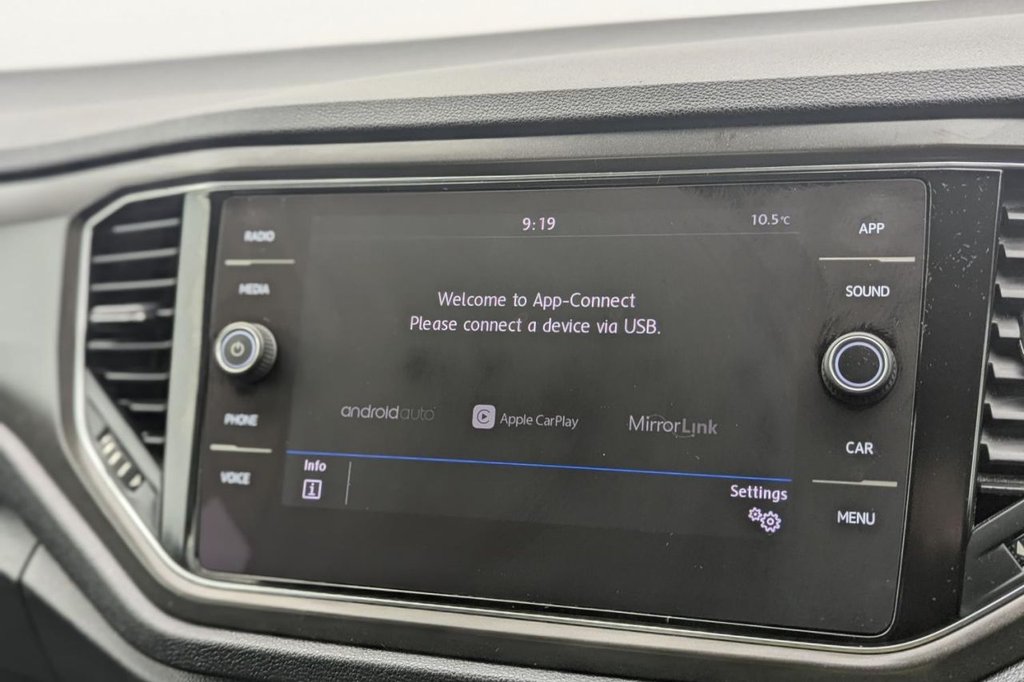 9:19
10.5°C
RADIO
MEDIA
PHONE
VOICE
Welcome to App-Connect
Please connect a device via USB.
androidauto
Apple CarPlay
MirrorLink
Info
i
Settings
APP
SOUND
CAR
MENU